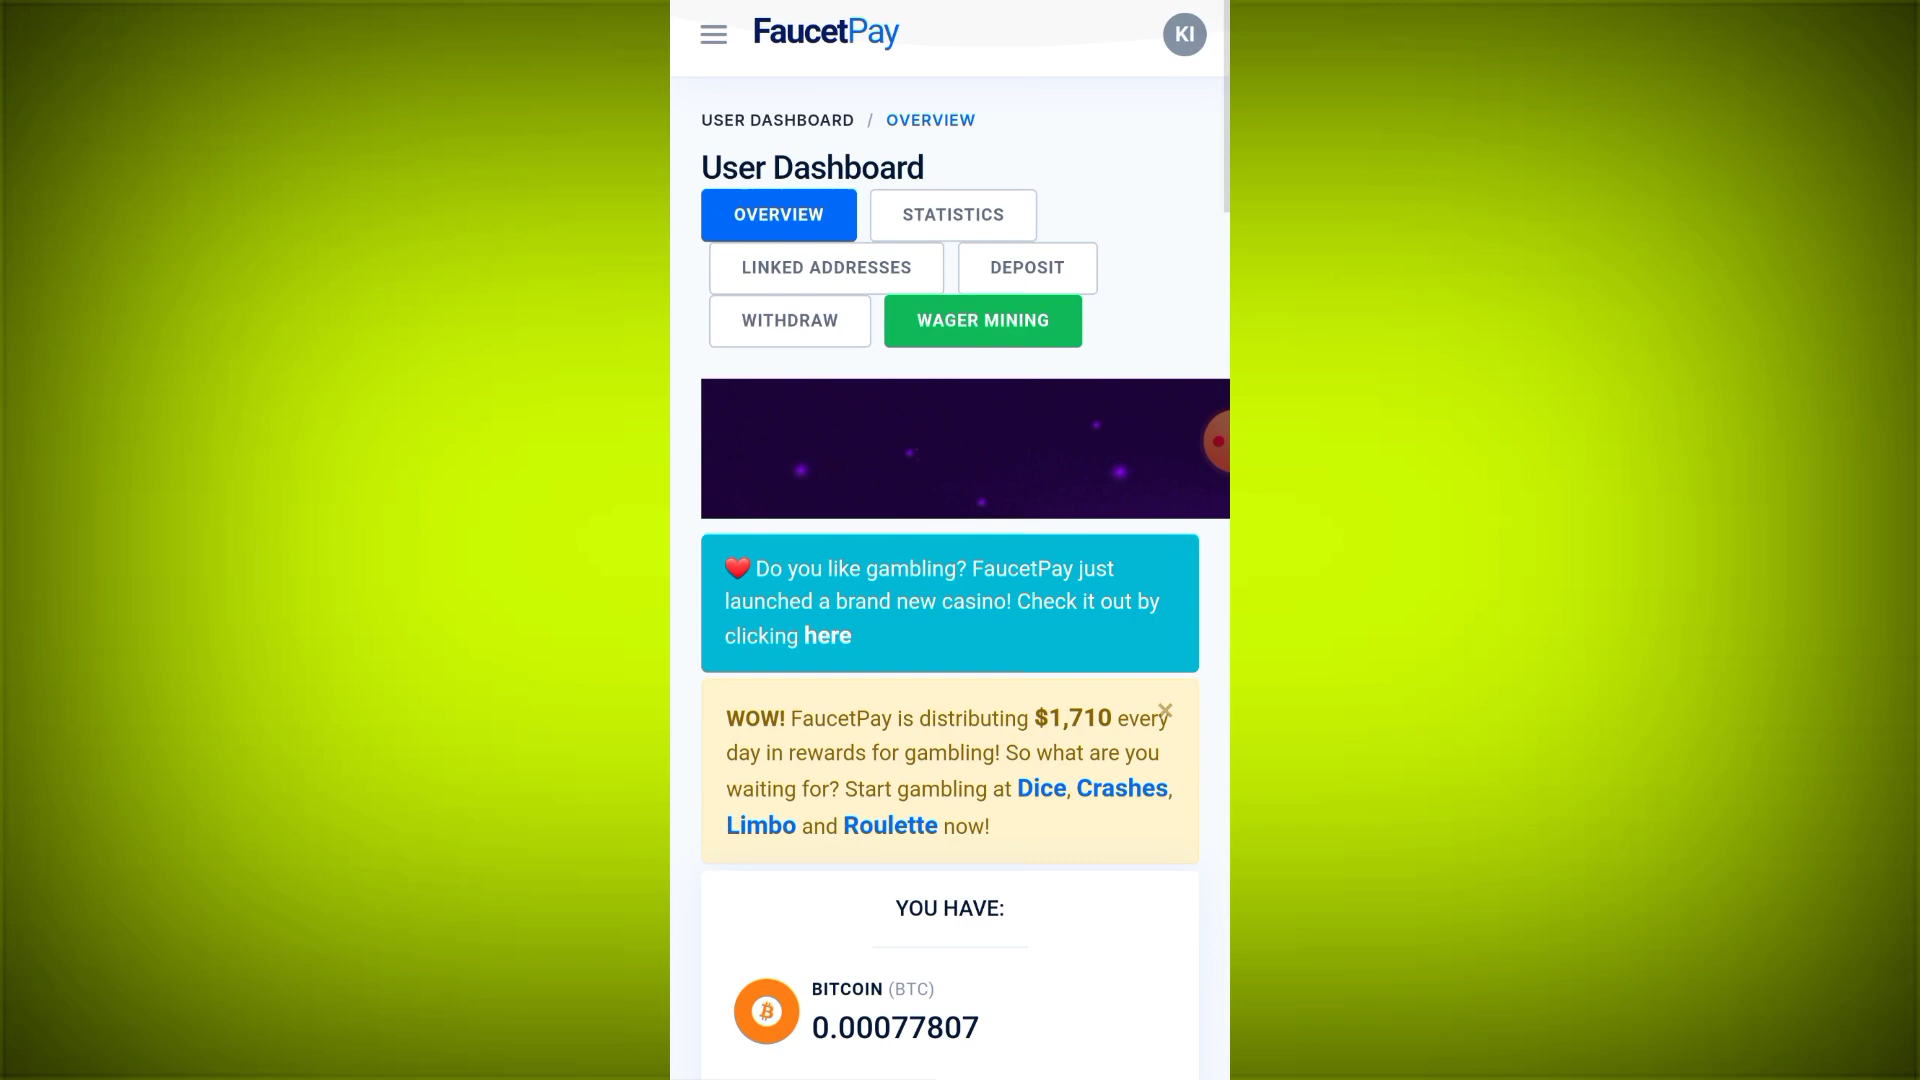 FaucetPay
KI
USER DASHBOARD / OVERVIEW
User Dashboard
OVERVIEW
STATISTICS
LINKED ADDRESSES
DEPOSIT
WITHDRAW
WAGER MINING
❤️ Do you like gambling? FaucetPay just
launched a brand new casino! Check it out by
clicking here
WOW! FaucetPay is distributing $1,710 every
day in rewards for gambling! So what are you
waiting for? Start gambling at Dice, Crashes,
Limbo and Roulette now!
×
YOU HAVE:
BITCOIN (BTC)
0.00077807